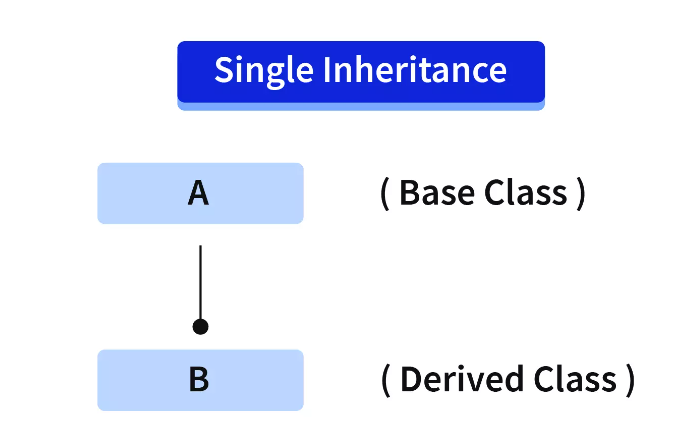 Single Inheritance
A ( Base Class )
B ( Derived Class )